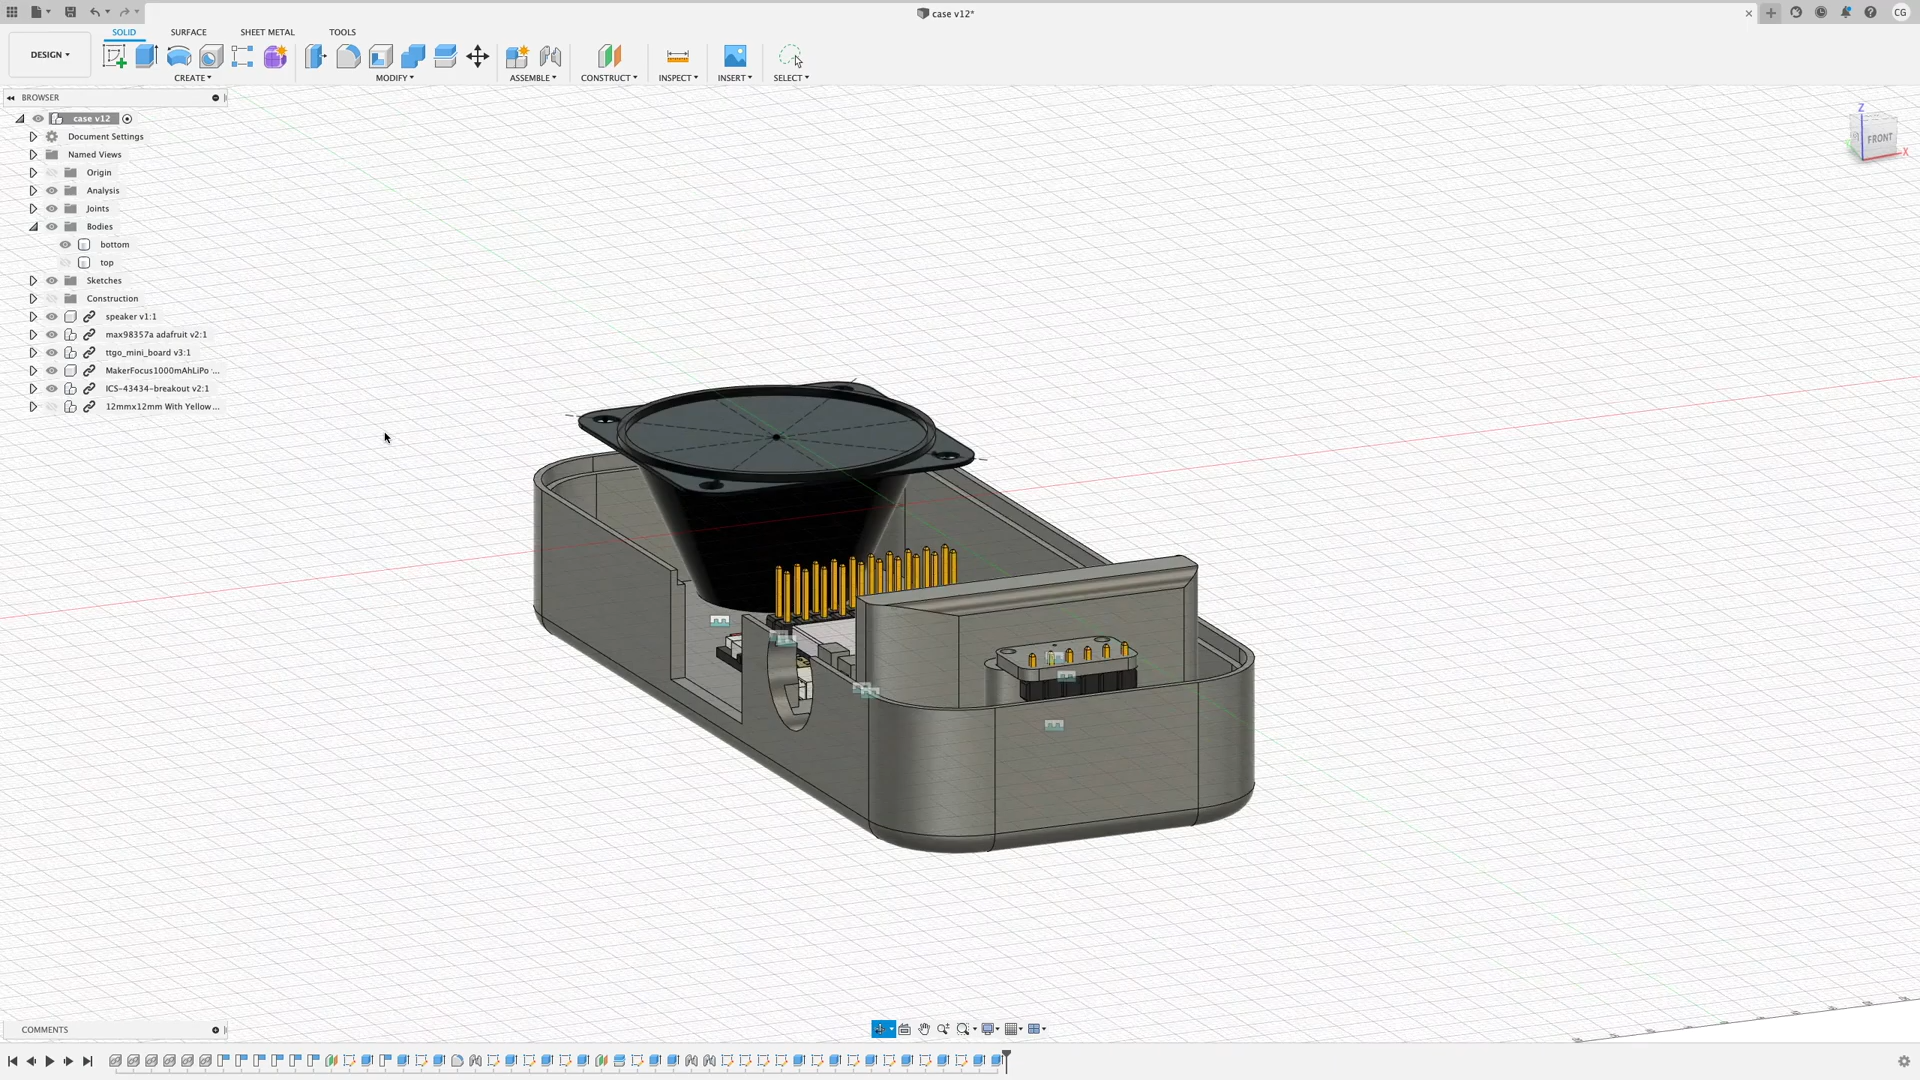 case v12*
CG
SOLID SURFACE SHEET METAL TOOLS
DESIGN
CREATE MODIFY ASSEMBLE CONSTRUCT INSPECT INSERT SELECT
BROWSER
case v12
Document Settings
Named Views
Origin
Analysis
Joints
Bodies
bottom
top
Sketches
Construction
speaker v1:1
max98357a adafruit v2:1
ttgo_mini_board v3:1
MakerFocus1000mAhLiPo ...
ICS-43434-breakout v2:1
12mmx12mm With Yellow ...
Z
FRONT
X
COMMENTS